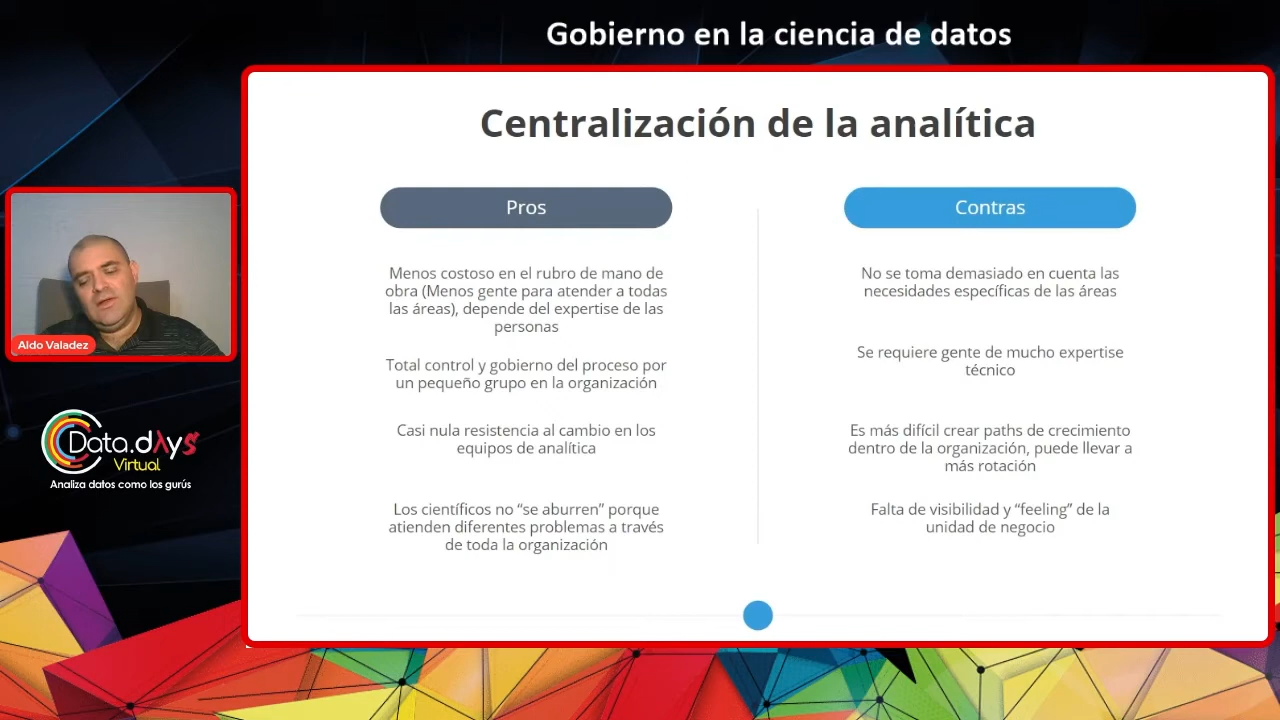 Gobierno en la ciencia de datos
Centralización de la analítica
Pros
Menos costoso en el rubro de mano de
obra (Menos gente para atender a todas
las áreas), depende del expertise de las
personas
Total control y gobierno del proceso por
un pequeño grupo en la organización
Casi nula resistencia al cambio en los
equipos de analítica
Los científicos no “se aburren” porque
atienden diferentes problemas a través
de toda la organización
Contras
No se toma demasiado en cuenta las
necesidades específicas de las áreas
Se requiere gente de mucho expertise
técnico
Es más difícil crear paths de crecimiento
dentro de la organización, puede llevar a
más rotación
Falta de visibilidad y “feeling” de la
unidad de negocio
Aldo Valadez
Data.dAys
Virtual
Analiza datos como los gurús